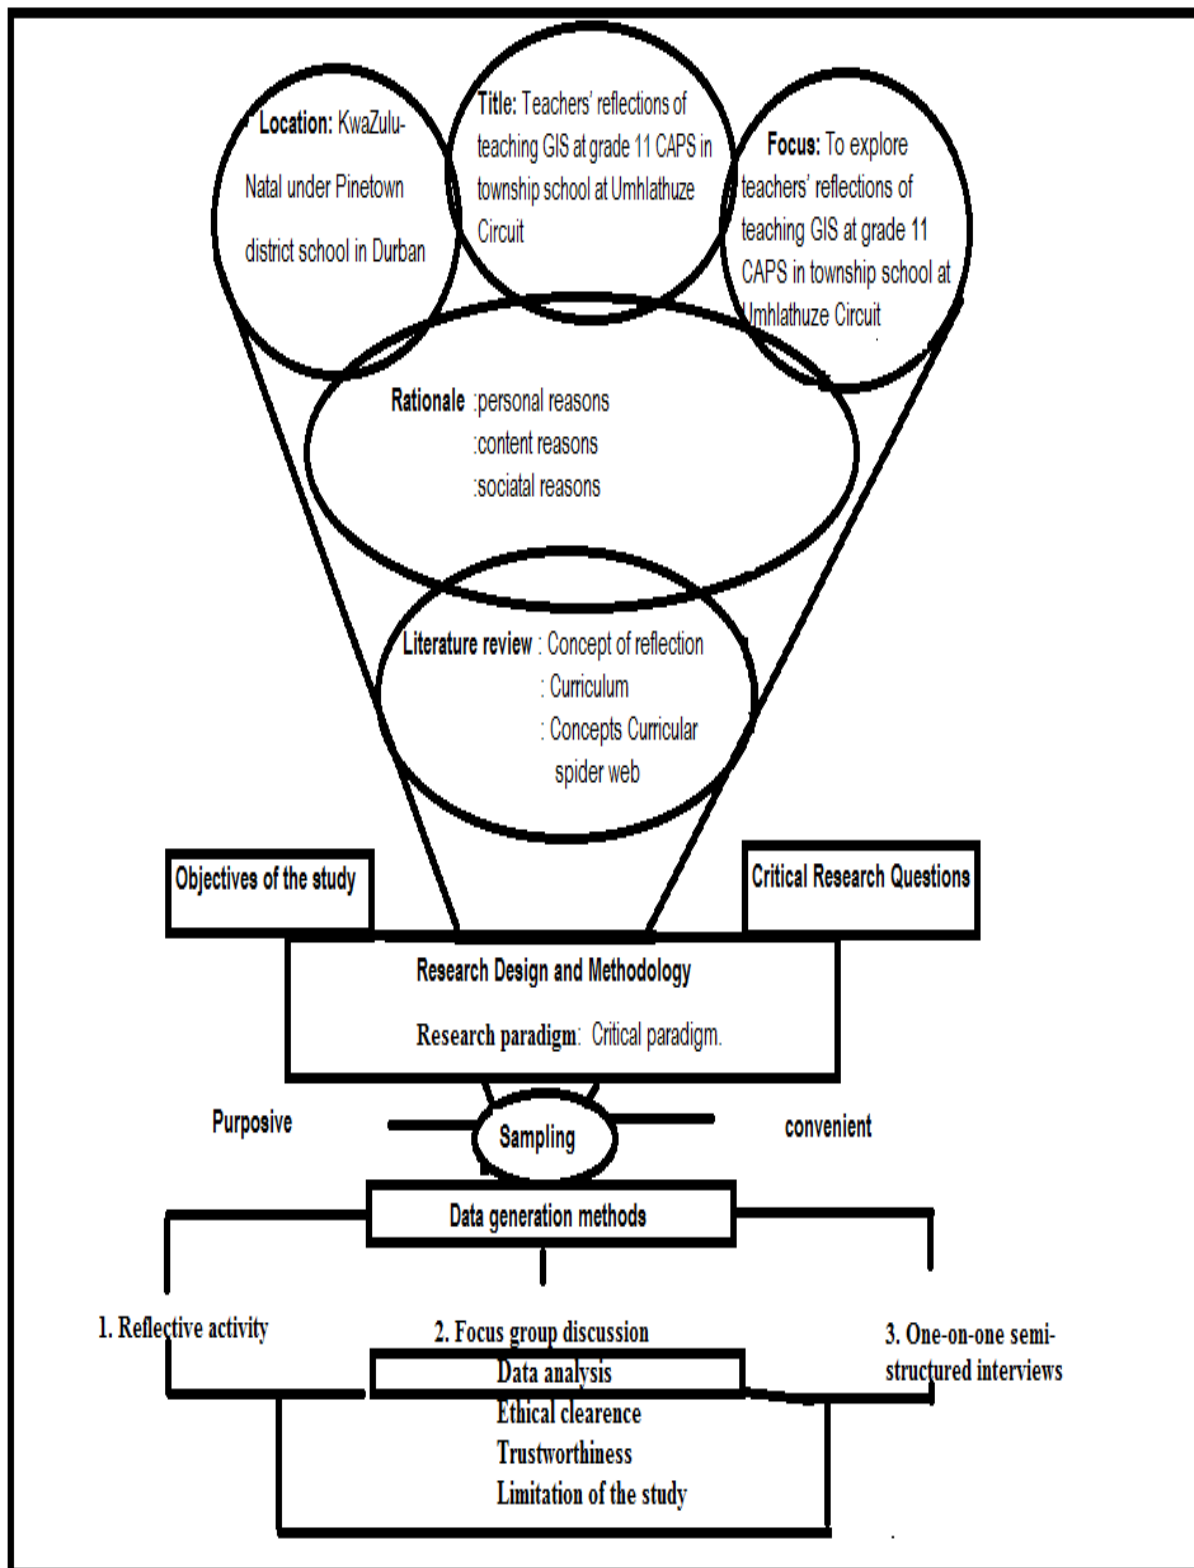 Location: KwaZulu-
Natal under Pinetown
district school in Durban
Title: Teachers' reflections of
teaching GIS at grade 11 CAPS in
township school at Umhlathuze
Circuit
Focus: To explore
teachers' reflections of
teaching GIS at grade 11
CAPS in township school at
Umhlathuze Circuit
Rationale :personal reasons
:content reasons
:sociatal reasons
Literature review : Concept of reflection
: Curriculum
: Concepts Curricular
spider web
Objectives of the study
Critical Research Questions
Research Design and Methodology
Research paradigm: Critical paradigm.
Purposive
Sampling
convenient
Data generation methods
1. Reflective activity
2. Focus group discussion
3. One-on-one semi-
structured interviews
Data analysis
Ethical clearence
Trustworthiness
Limitation of the study